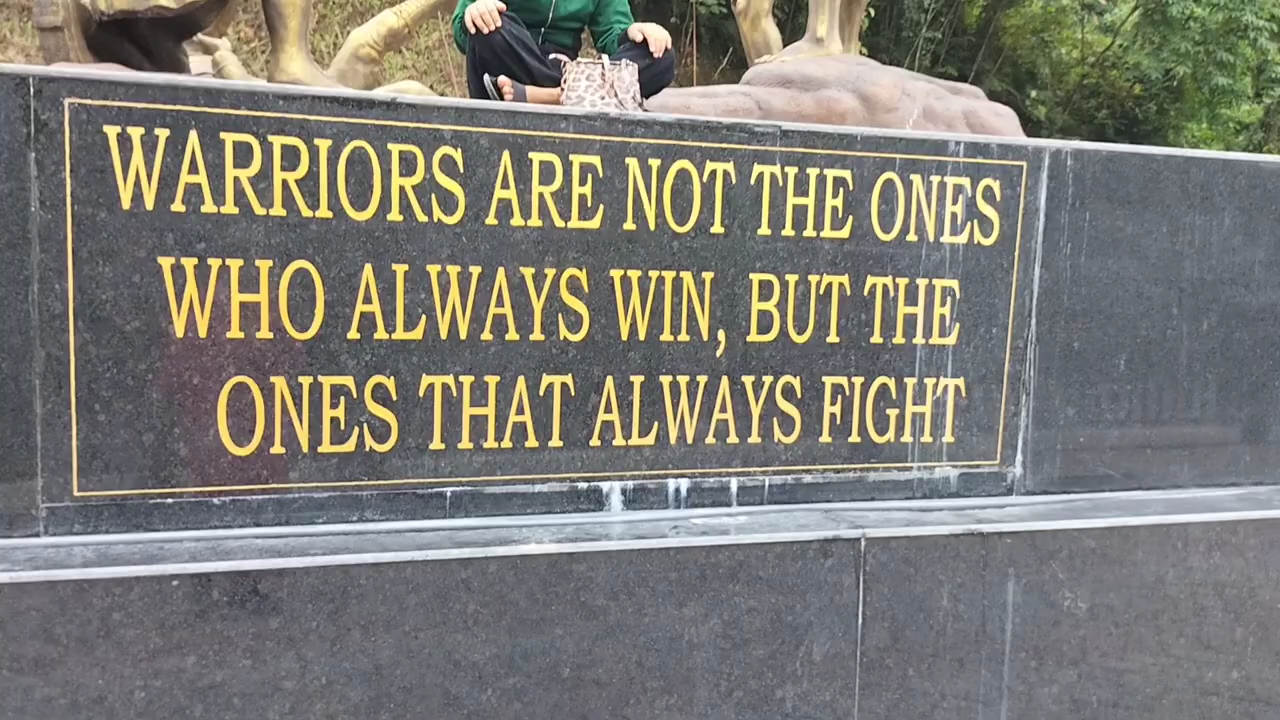 WARRIORS ARE NOT THE ONES
WHO ALWAYS WIN, BUT THE
ONES THAT ALWAYS FIGHT